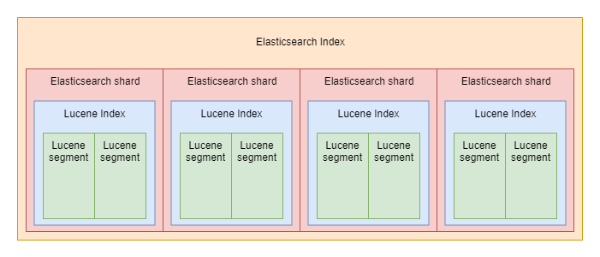 Elasticsearch Index
Elasticsearch shard
Elasticsearch shard
Elasticsearch shard
Elasticsearch shard
Lucene Index
Lucene Index
Lucene Index
Lucene Index
Lucene
segment
Lucene
segment
Lucene
segment
Lucene
segment
Lucene
segment
Lucene
segment
Lucene
segment
Lucene
segment